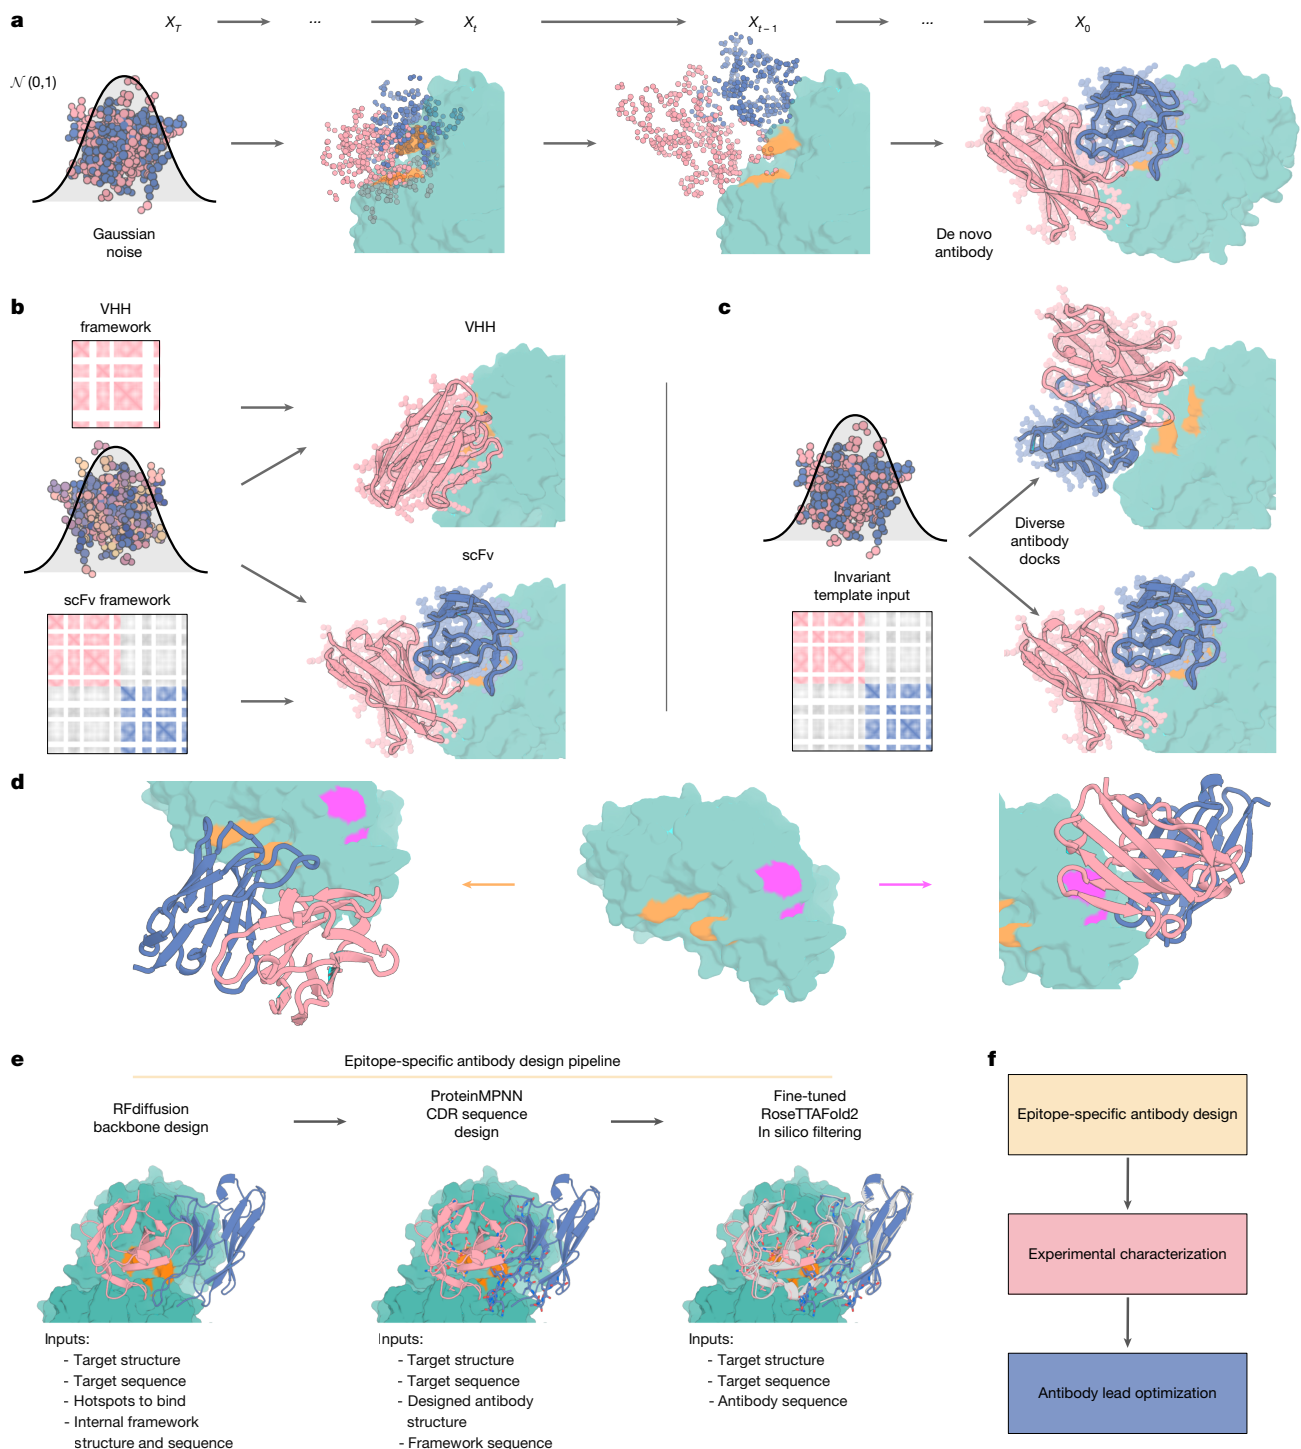 a
X_T
...
X_t
X_{t − 1}
...
X_0
𝒩 (0,1)
Gaussian
noise
De novo
antibody
b
VHH
framework
VHH
scFv
scFv framework
c
Diverse
antibody
docks
Invariant
template input
d
e
Epitope-specific antibody design pipeline
RFdiffusion
backbone design
ProteinMPNN
CDR sequence
design
Fine-tuned
RoseTTAFold2
In silico filtering
Inputs:
- Target structure
- Target sequence
- Hotspots to bind
- Internal framework
structure and sequence
Inputs:
- Target structure
- Target sequence
- Designed antibody
structure
- Framework sequence
Inputs:
- Target structure
- Target sequence
- Antibody sequence
f
Epitope-specific antibody design
Experimental characterization
Antibody lead optimization